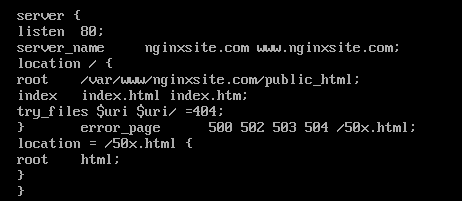 server {
listen  80;
server_name     nginxsite.com www.nginxsite.com;
location / {
root    /var/www/nginxsite.com/public_html;
index   index.html index.htm;
try_files $uri $uri/ =404;
}       error_page      500 502 503 504 /50x.html;
location = /50x.html {
root    html;
}
}